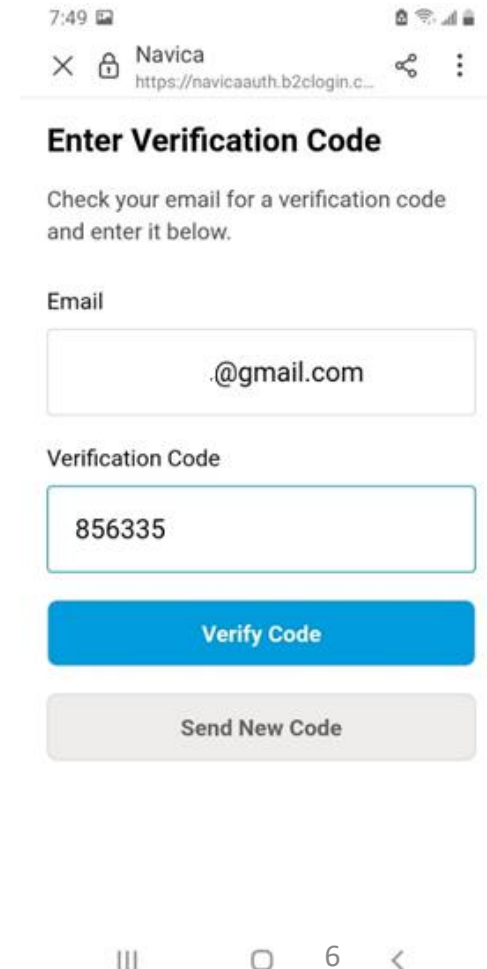 7:49
Navica
https://navicaauth.b2clogin.c...
Enter Verification Code
Check your email for a verification code
and enter it below.
Email
.@gmail.com
Verification Code
856335
Verify Code
Send New Code
6